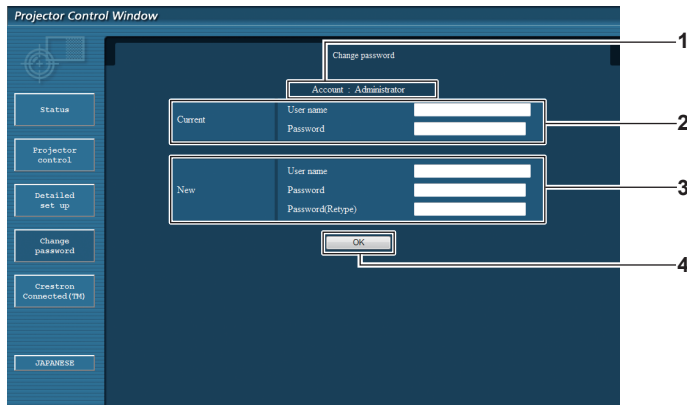 Projector Control Window
1
Change password
Account : Administrator
Status
Current
User name
Password
2
Projector
control
New
User name
Password
Password(Retype)
3
Detailed
set up
Change
password
OK
4
Crestron
Connected(TM)
JAPANESE